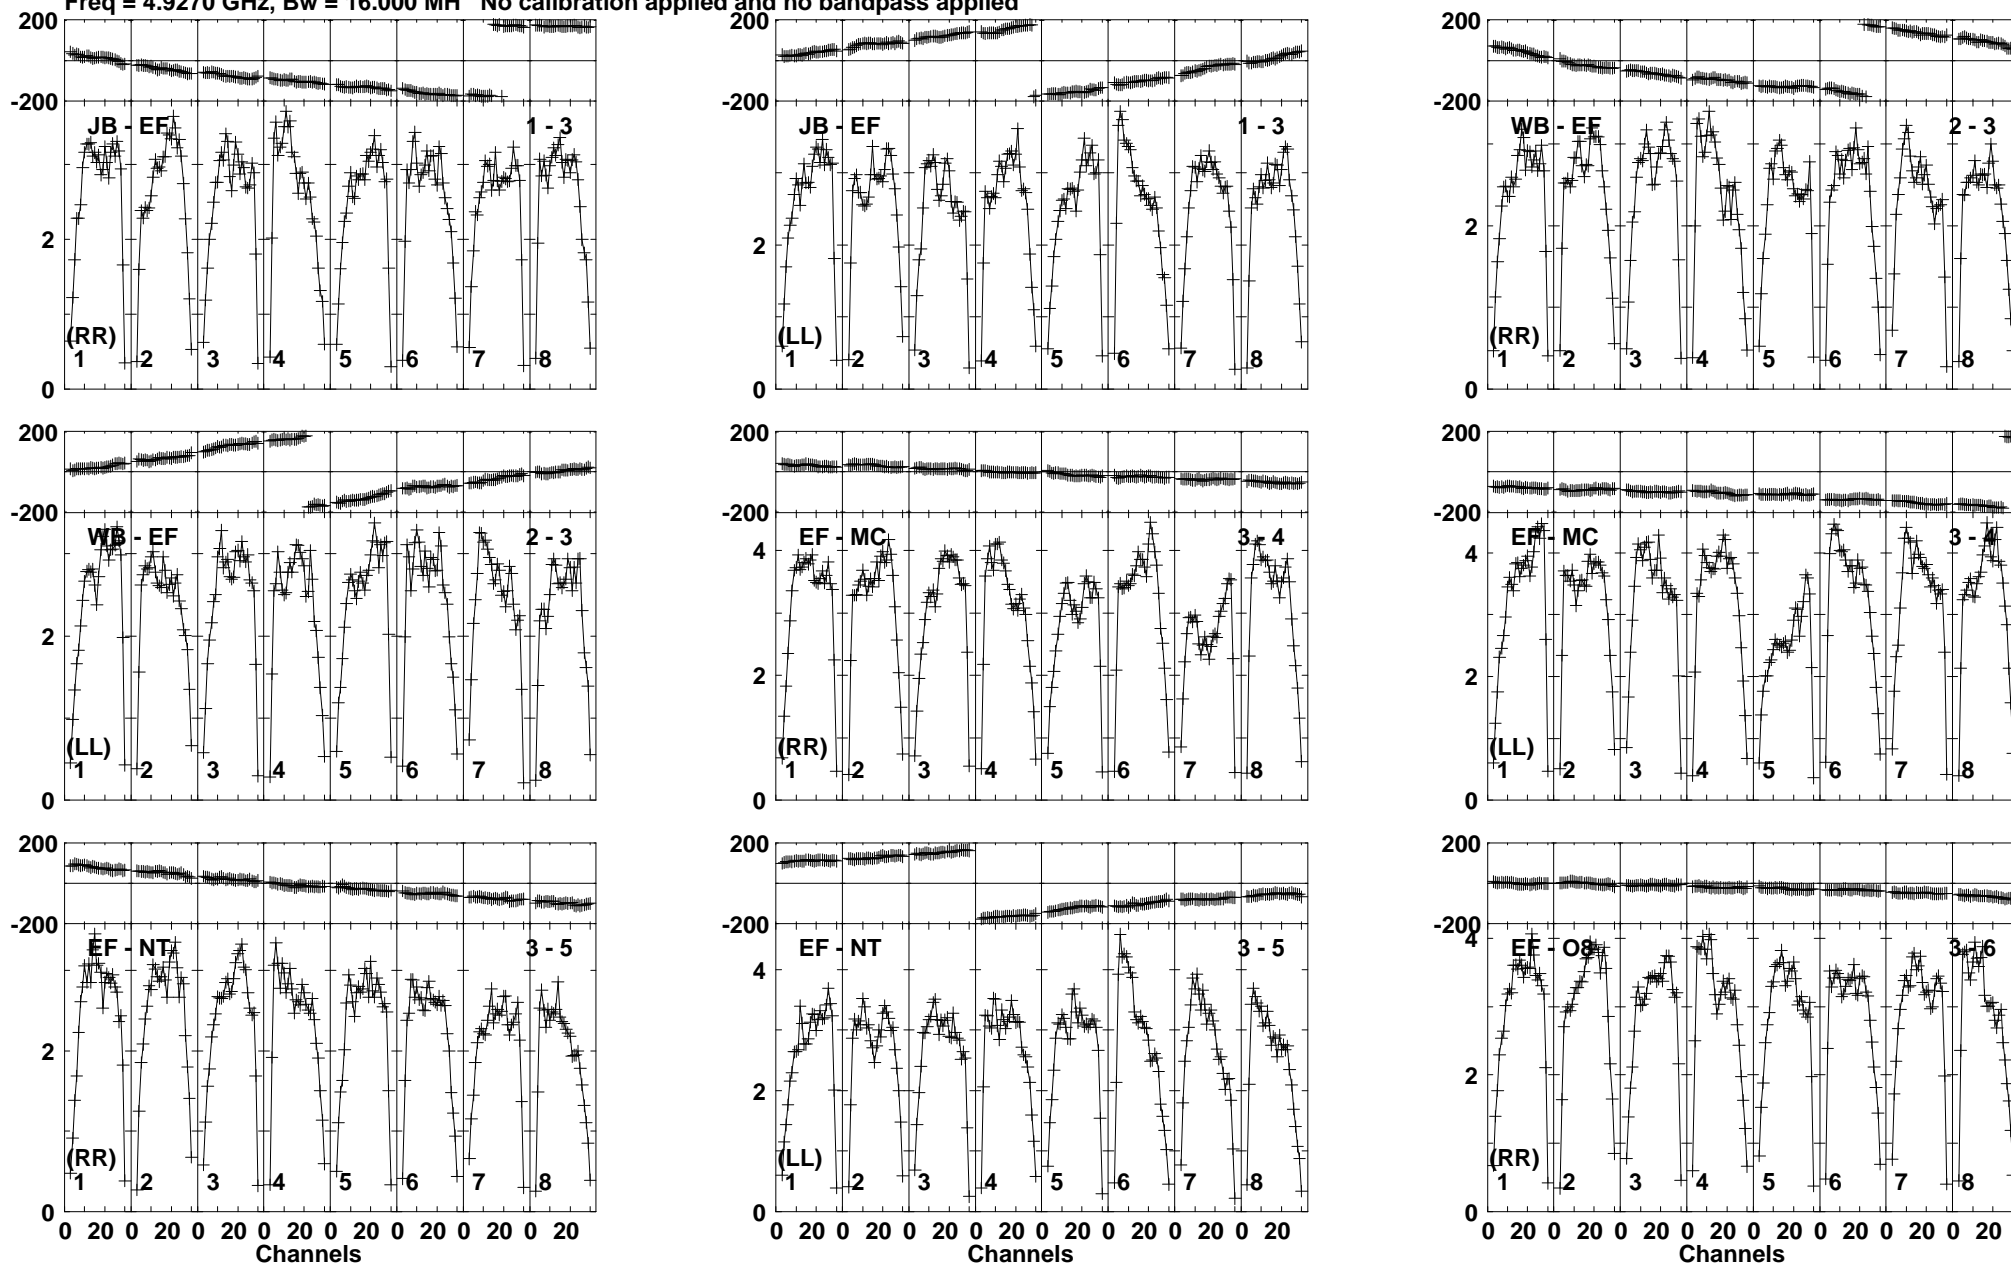 Freq = 4.9270 GHz, Bw = 16.000 MH No calibration applied and no bandpass applied
200 200 200
-200 -200 -200
JB - EF 1 - 3 JB - EF 1 - 3 WB - EF 2 - 3
2 2 2
(RR) (LL) (RR)
1 2 3 4 5 6 7 8 1 2 3 4 5 6 7 8 1 2 3 4 5 6 7 8
0 0 0
200 200 200
-200 -200 -200
WB - EF 2 - 3 EF - MC 3 - 4 EF - MC 3 - 4
4 4
2 2 2
(LL) (RR) (LL)
1 2 3 4 5 6 7 8 1 2 3 4 5 6 7 8 1 2 3 4 5 6 7 8
0 0 0
200 200 200
-200 -200 -200
EF - NT 3 - 5 EF - NT 3 - 5 EF - O8 3 - 6
4 4
2 2 2
(RR) (LL) (RR)
1 2 3 4 5 6 7 8 1 2 3 4 5 6 7 8 1 2 3 4 5 6 7 8
0 0 0
0 20 0 20 0 20 0 20 0 20 0 20 0 20 0 20 0 20 0 20 0 20 0 20 0 20 0 20 0 20 0 20 0 20 0 20 0 20 0 20 0 20 0 20 0 20 0 20
Channels Channels Channels